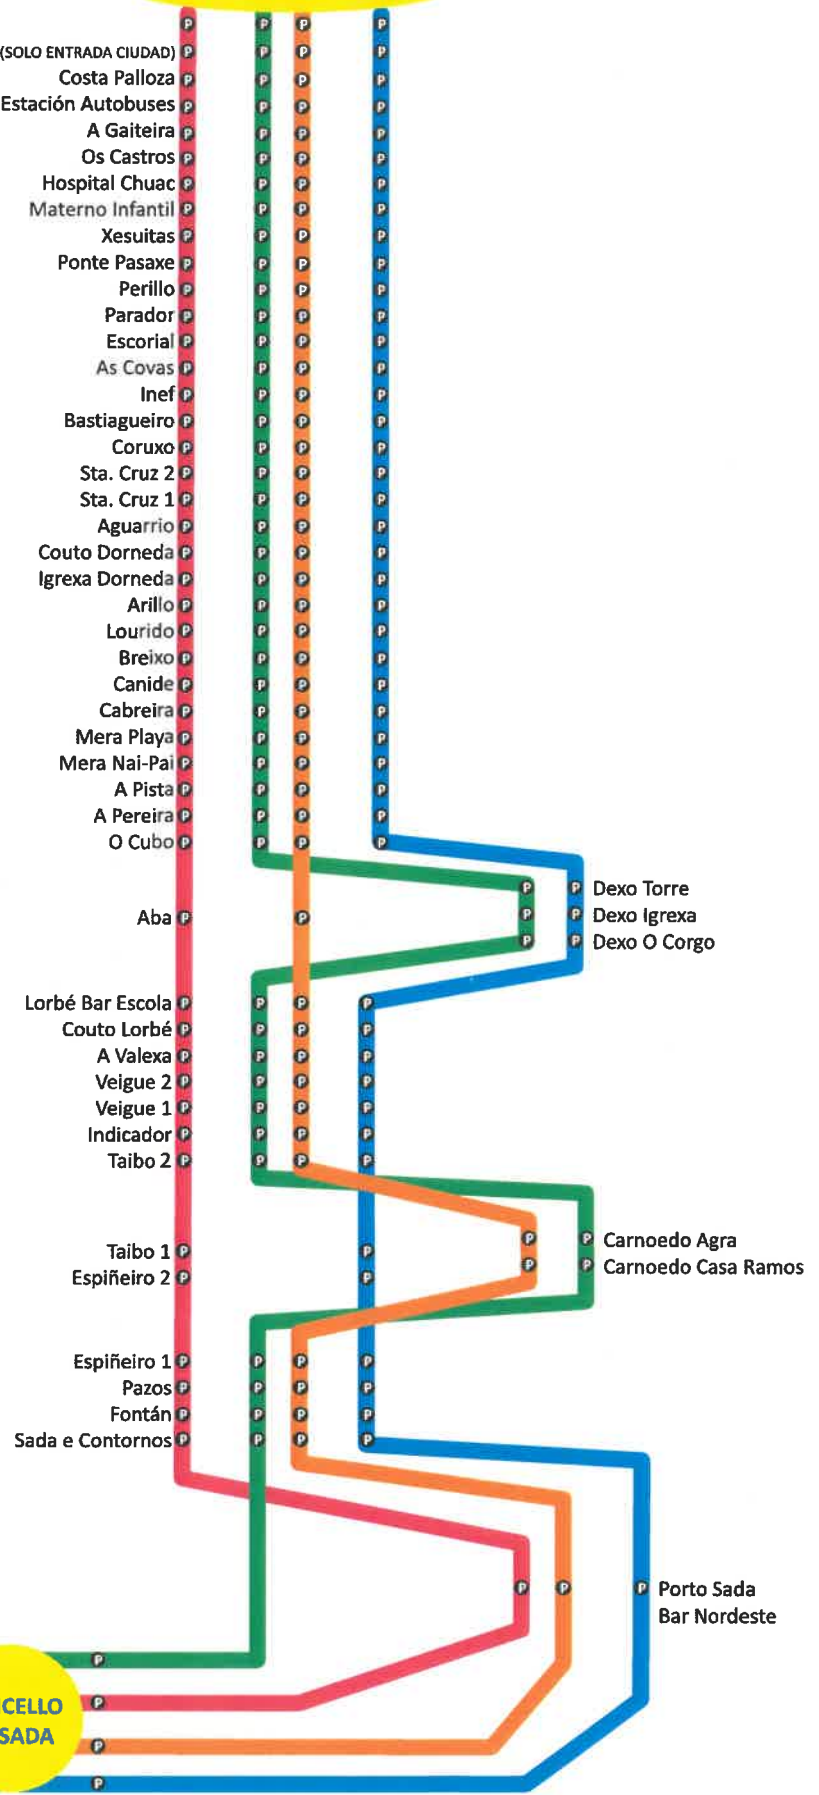 (SOLO ENTRADA CIUDAD)
Costa Palloza
Estación Autobuses
A Gaiteira
Os Castros
Hospital Chuac
Materno Infantil
Xesuitas
Ponte Pasaxe
Perillo
Parador
Escorial
As Covas
Inef
Bastiagueiro
Coruxo
Sta. Cruz 2
Sta. Cruz 1
Aguarrio
Couto Dorneda
Igrexa Dorneda
Arillo
Lourido
Breixo
Canide
Cabreira
Mera Playa
Mera Nai-Pai
A Pista
A Pereira
O Cubo
Dexo Torre
Aba
Dexo Igrexa
Dexo O Corgo
Lorbé Bar Escola
Couto Lorbé
A Valexa
Veigue 2
Veigue 1
Indicador
Taibo 2
Carnoedo Agra
Taibo 1
Carnoedo Casa Ramos
Espiñeiro 2
Espiñeiro 1
Pazos
Fontán
Sada e Contornos
Porto Sada
Bar Nordeste
CELLO
SADA